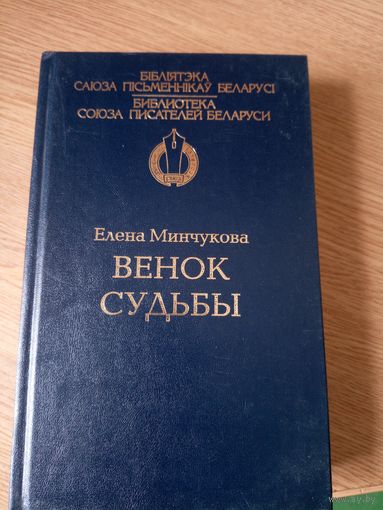 БІБЛІЯТЭКА
САЮЗА ПІСЬМЕННІКАЎ БЕЛАРУСІ
БИБЛИОТЕКА
СОЮЗА ПИСАТЕЛЕЙ БЕЛАРУСИ
Елена Минчукова
ВЕНОК
СУДЬБЫ